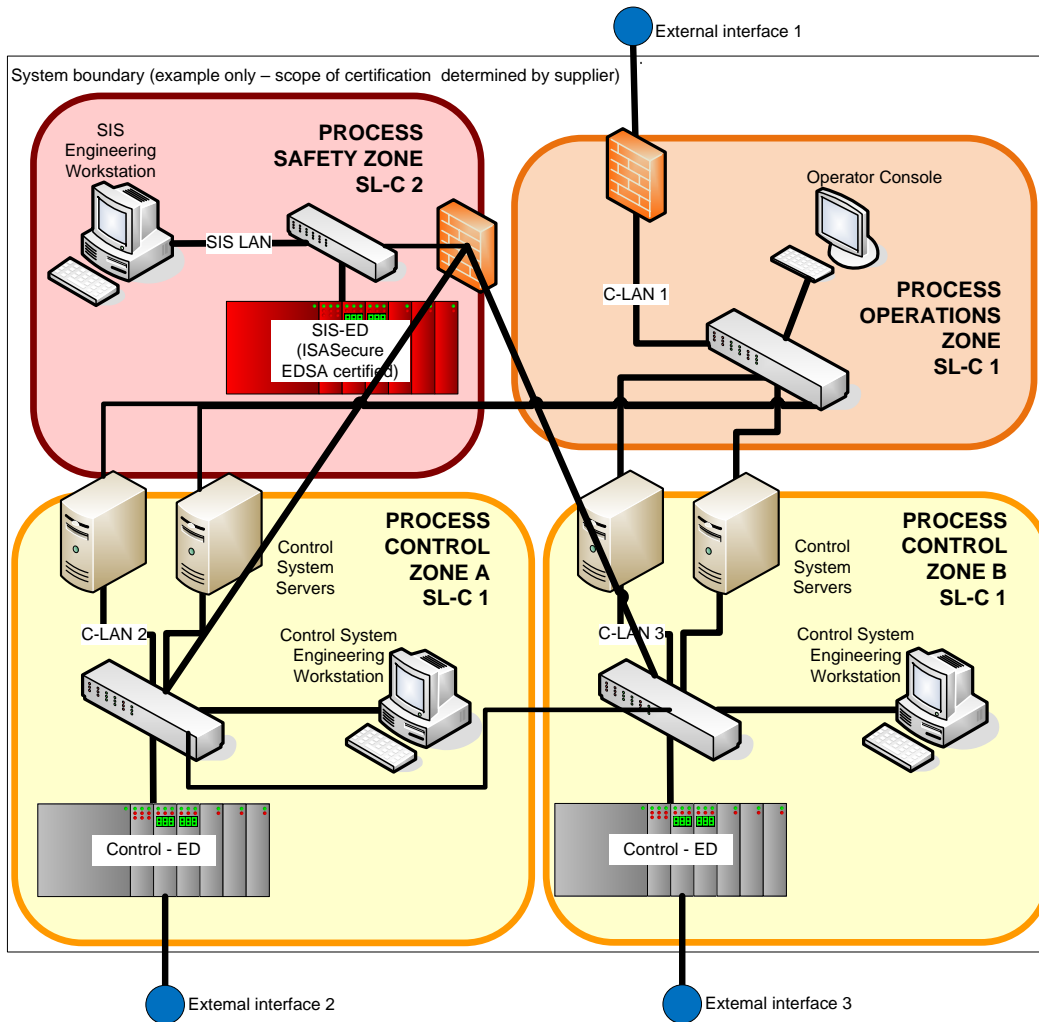 External interface 1
System boundary (example only – scope of certification determined by supplier)
SIS
Engineering
Workstation
PROCESS
SAFETY ZONE
SL-C 2
SIS LAN
SIS-ED
(ISASecure
EDSA certified)
Operator Console
C-LAN 1
PROCESS
OPERATIONS
ZONE
SL-C 1
PROCESS
CONTROL
ZONE A
SL-C 1
Control
System
Servers
C-LAN 2
Control System
Engineering
Workstation
Control - ED
PROCESS
CONTROL
ZONE B
SL-C 1
Control
System
Servers
C-LAN 3
Control System
Engineering
Workstation
Control - ED
External interface 2
External interface 3